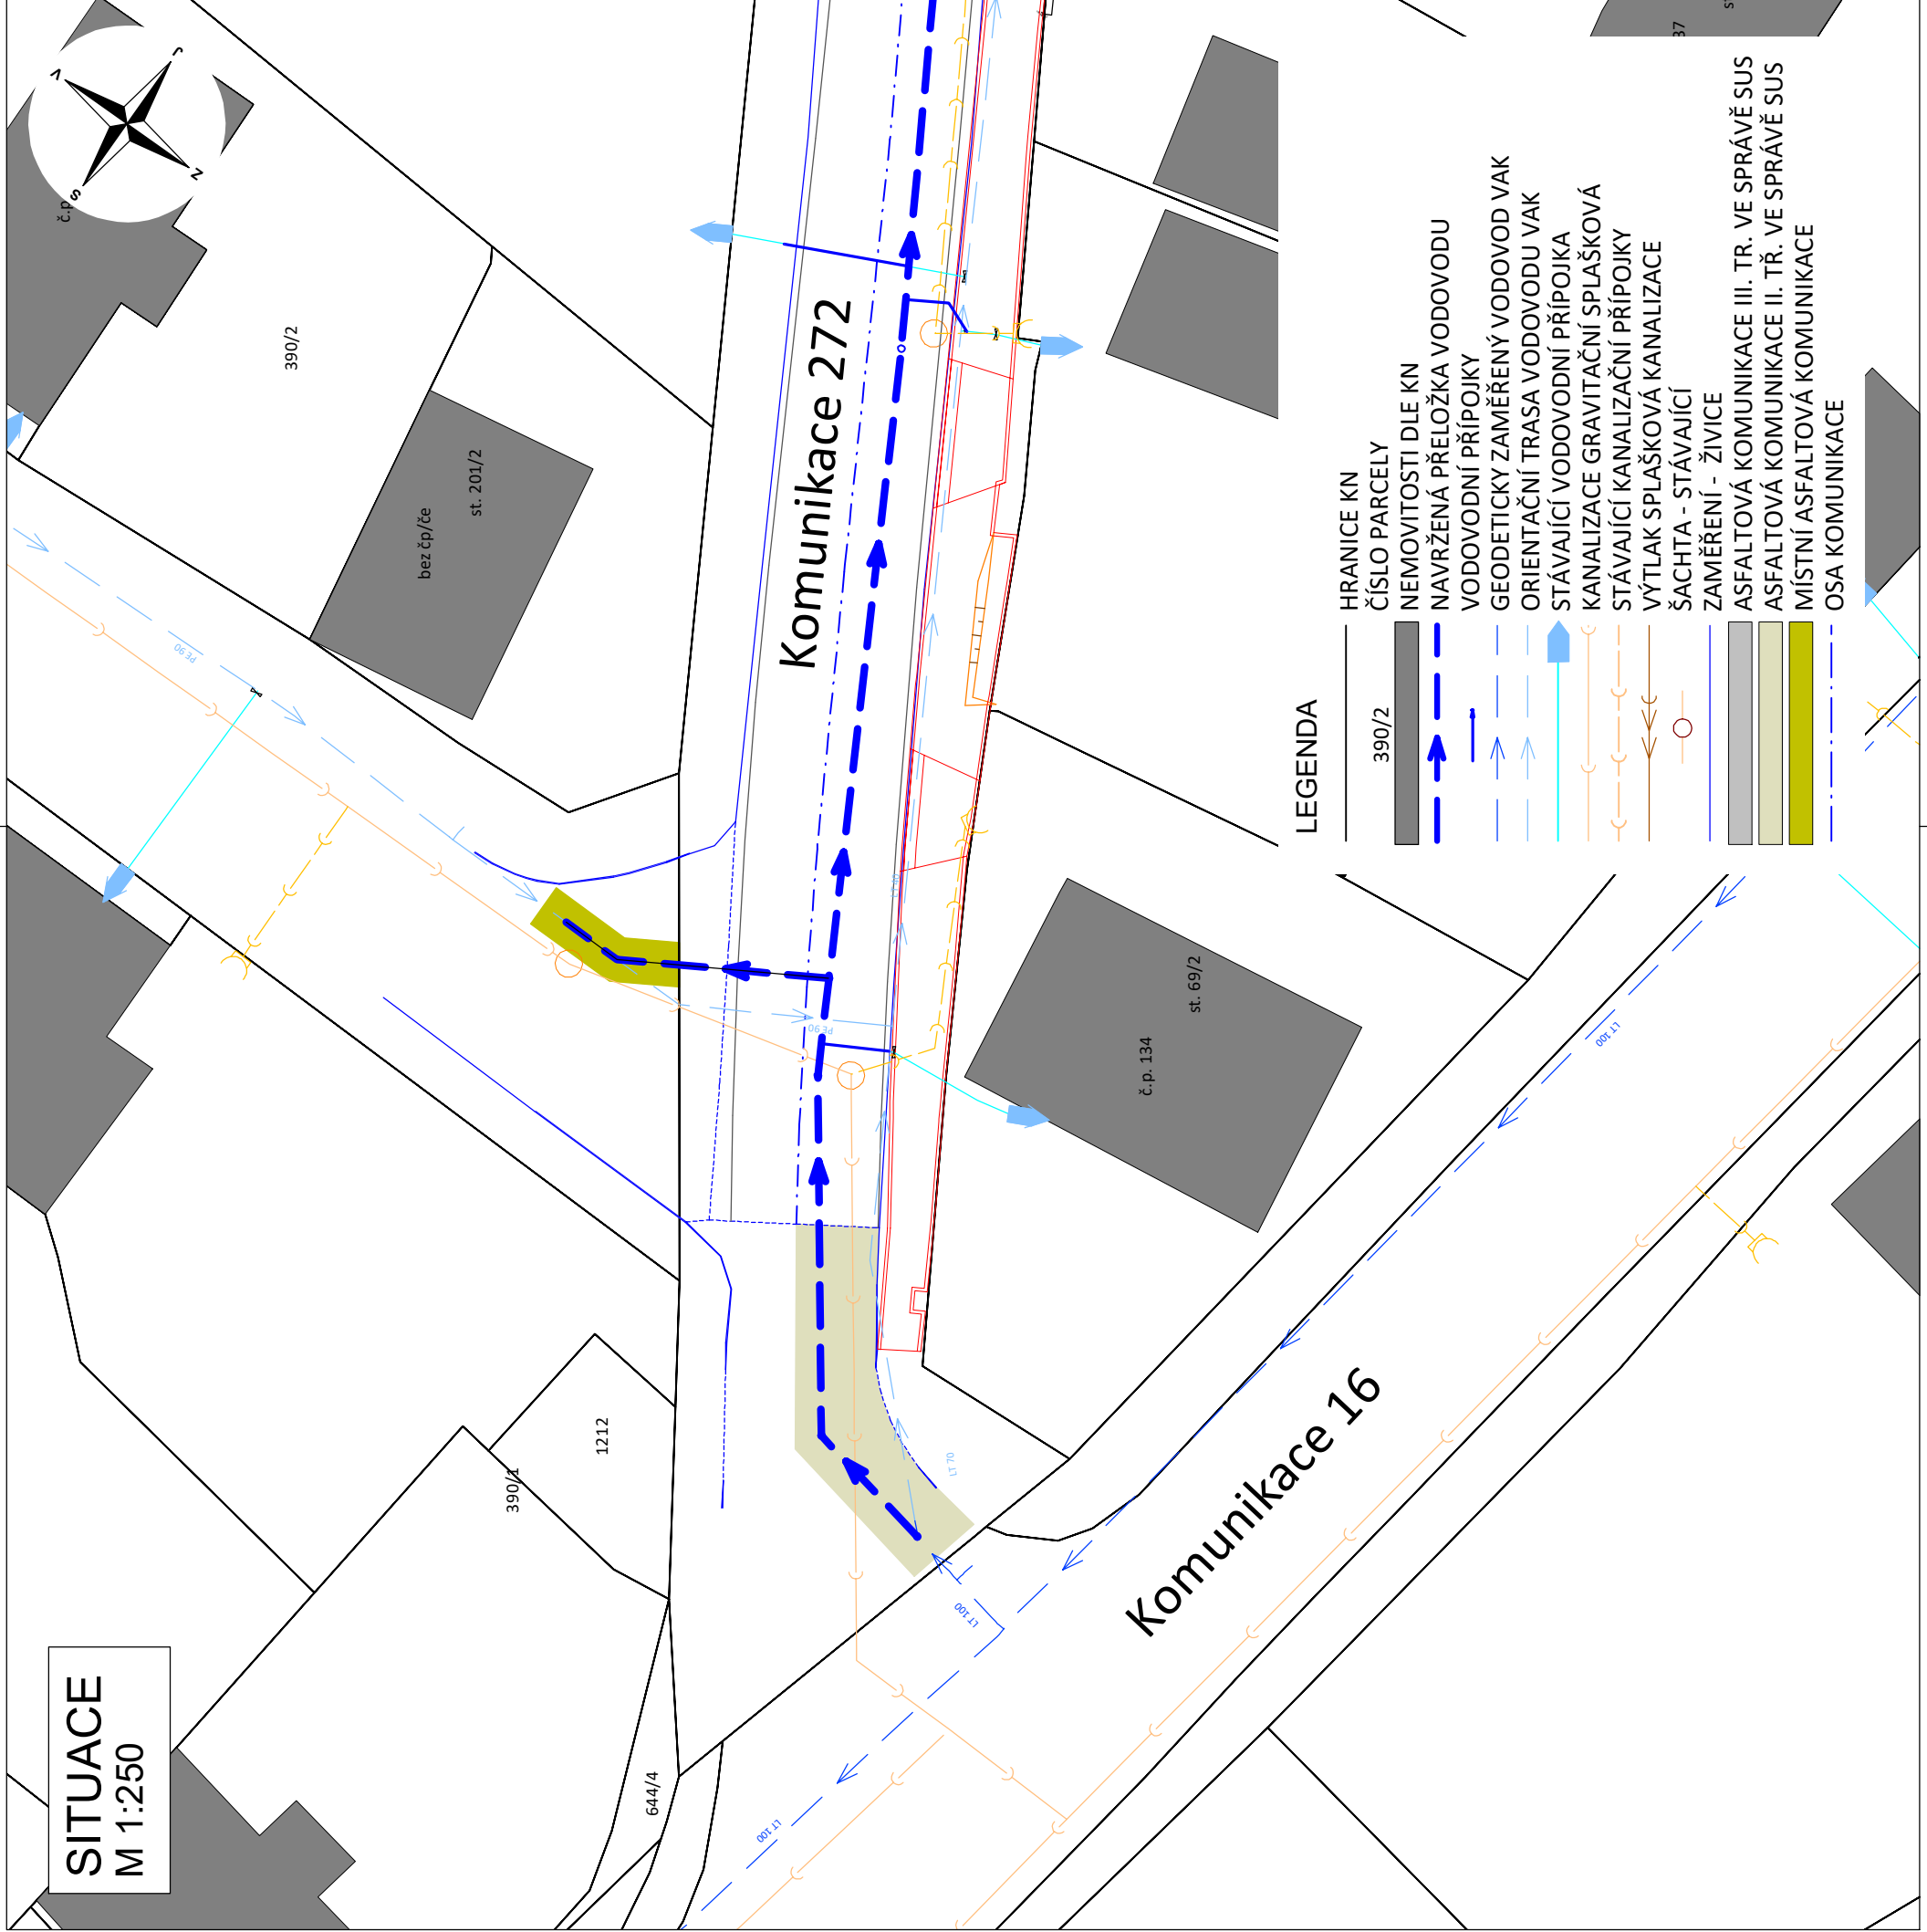 SITUACE
M 1:250
S
V
J
Z
č.p
390/2
st. 201/2
bez čp/če
PE 90
Komunikace 272
PE 90
LT 70
č.p. 134
st. 69/2
390/1
1212
644/4
LT 100
LT 100
LT 100
Komunikace 16
37
LEGENDA
HRANICE KN
390/2 ČÍSLO PARCELY
NEMOVITOSTI DLE KN
NAVRŽENÁ PŘELOŽKA VODOVODU
VODOVODNÍ PŘÍPOJKY
GEODETICKY ZAMĚŘENÝ VODOVOD VAK
ORIENTAČNÍ TRASA VODOVODU VAK
STÁVAJÍCÍ VODOVODNÍ PŘÍPOJKA
KANALIZACE GRAVITAČNÍ SPLAŠKOVÁ
STÁVAJÍCÍ KANALIZAČNÍ PŘÍPOJKY
VÝTLAK SPLAŠKOVÁ KANALIZACE
ŠACHTA - STÁVAJÍCÍ
ZAMĚŘENÍ - ŽIVICE
ASFALTOVÁ KOMUNIKACE III. TR. VE SPRÁVĚ SUS
ASFALTOVÁ KOMUNIKACE II. TŘ. VE SPRÁVĚ SUS
MÍSTNÍ ASFALTOVÁ KOMUNIKACE
OSA KOMUNIKACE